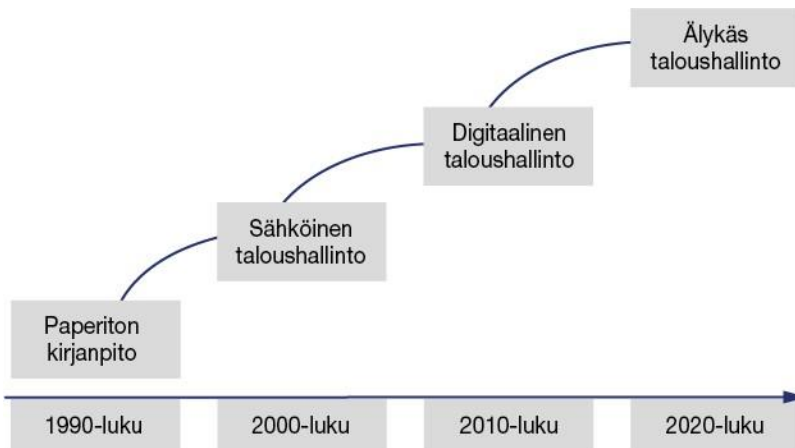 Älykäs
taloushallinto
Digitaalinen
taloushallinto
Sähköinen
taloushallinto
Paperiton
kirjanpito
1990-luku
2000-luku
2010-luku
2020-luku